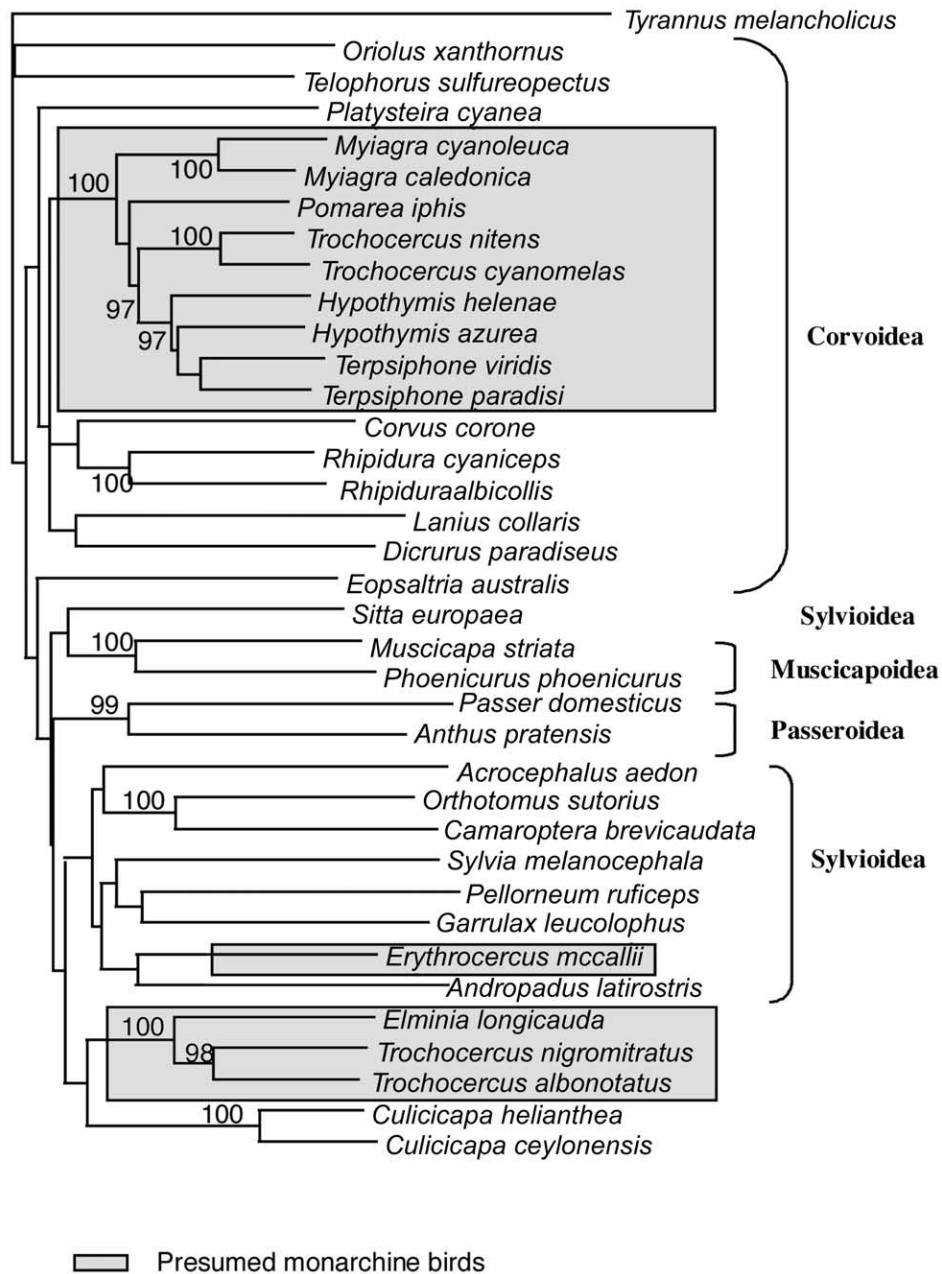 Tyrannus melancholicus
Oriolus xanthornus
Telophorus sulfureopectus
Platysteira cyanea
Myiagra cyanoleuca
100
100
Myiagra caledonica
Pomarea iphis
100
Trochocercus nitens
Trochocercus cyanomelas
97
Hypothymis helenae
97
Hypothymis azurea
Corvoidea
Terpsiphone viridis
Terpsiphone paradisi
Corvus corone
Rhipidura cyaniceps
100
Rhipiduraalbicollis
Lanius collaris
Dicrurus paradiseus
Eopsaltria australis
Sitta europaea
Sylvioidea
100
Muscicapa striata
Muscicapoidea
Phoenicurus phoenicurus
99
Passer domesticus
Passeroidea
Anthus pratensis
Acrocephalus aedon
100
Orthotomus sutorius
Camaroptera brevicaudata
Sylvia melanocephala
Sylvioidea
Pellorneum ruficeps
Garrulax leucolophus
Erythrocercus mccallii
Andropadus latirostris
100
Elminia longicauda
98
Trochocercus nigromitratus
Trochocercus albonotatus
100
Culicicapa helianthea
Culicicapa ceylonensis
Presumed monarchine birds